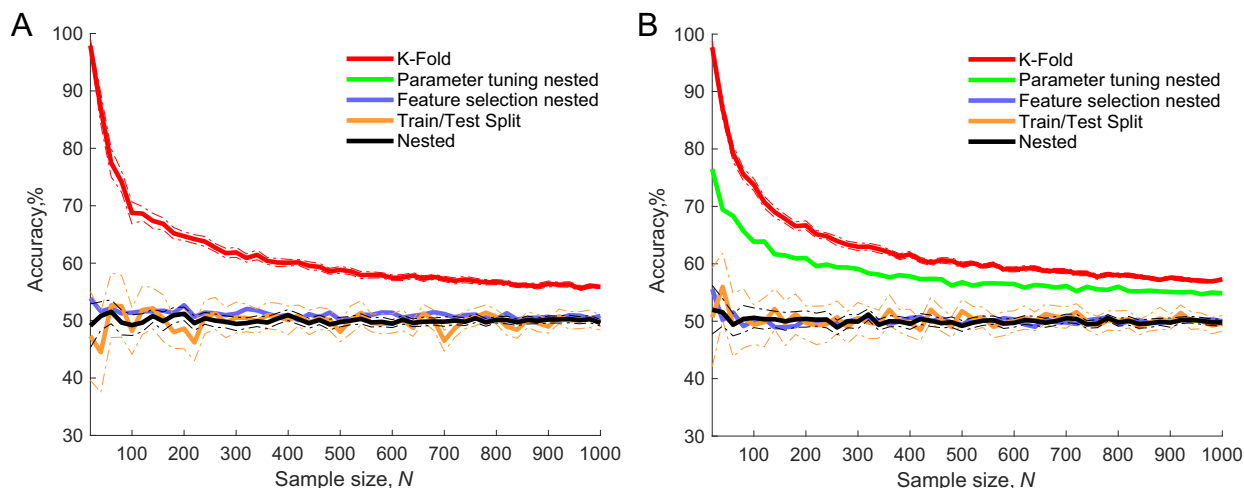 A
100
90
80
70
60
50
40
30
Accuracy,%
K-Fold
Parameter tuning nested
Feature selection nested
Train/Test Split
Nested
100 200 300 400 500 600 700 800 900 1000
Sample size, N
B
100
90
80
70
60
50
40
30
Accuracy,%
K-Fold
Parameter tuning nested
Feature selection nested
Train/Test Split
Nested
100 200 300 400 500 600 700 800 900 1000
Sample size, N